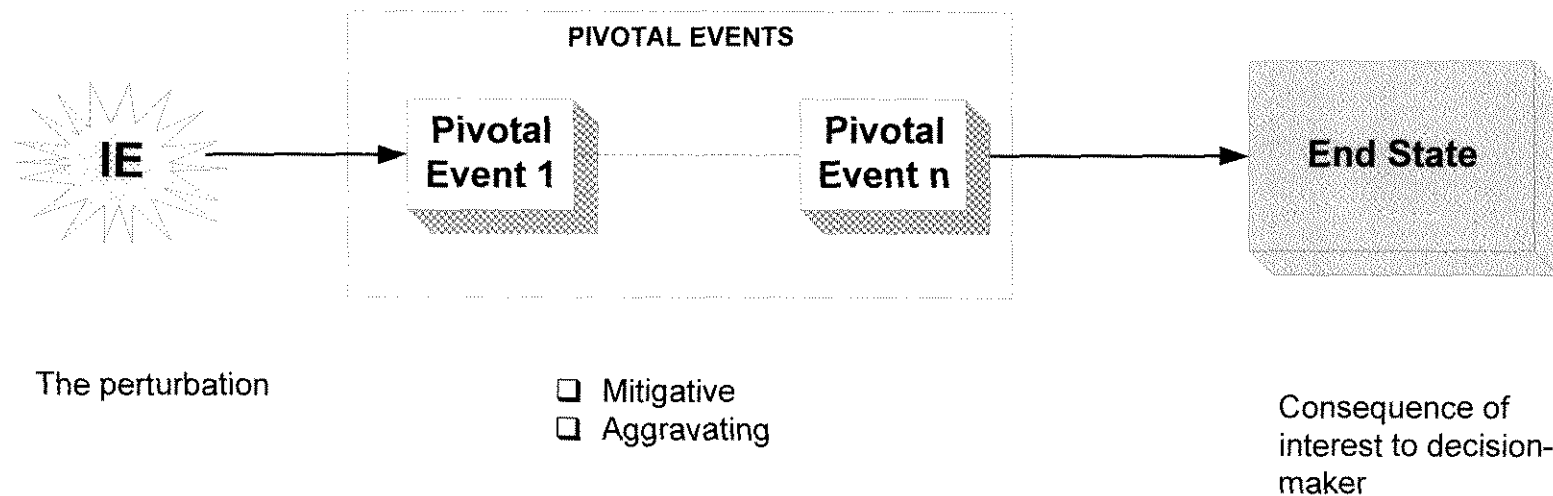 PIVOTAL EVENTS
IE
Pivotal
Event 1
Pivotal
Event n
End State
The perturbation
❑ Mitigative
❑ Aggravating
Consequence of
interest to decision-
maker